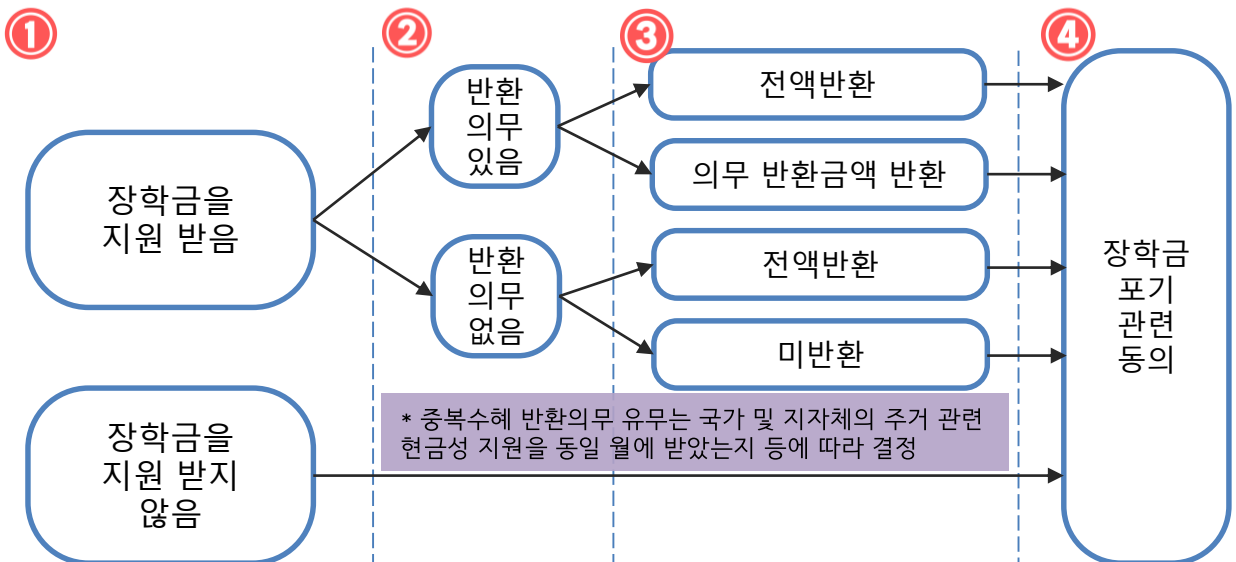 ①
②
③
④
장학금을
지원 받음
반환
의무
있음
반환
의무
없음
전액반환
의무 반환금액 반환
전액반환
미반환
* 중복수혜 반환의무 유무는 국가 및 지자체의 주거 관련
현금성 지원을 동일 월에 받았는지 등에 따라 결정
장학금을
지원 받지
않음
장학금
포기
관련
동의